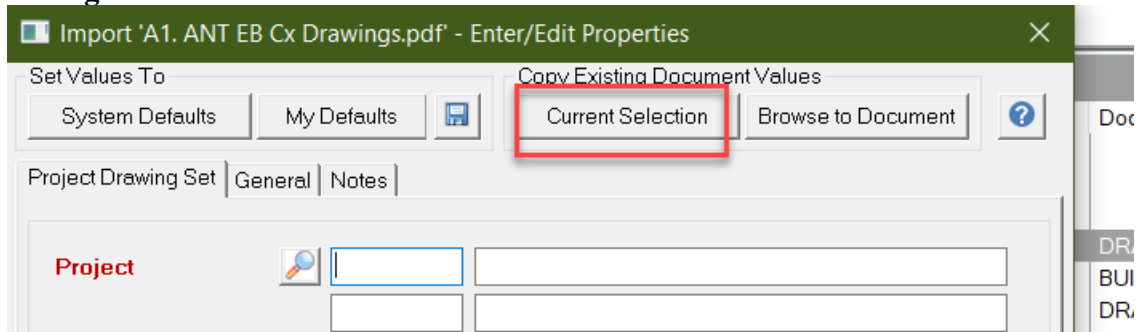 Import 'A1. ANT EB Cx Drawings.pdf' - Enter/Edit Properties
Set Values To
Copy Existing Document Values
System Defaults
My Defaults
Current Selection
Browse to Document
Project Drawing Set
General
Notes
Project
Doc
DRA
BUI
DRA